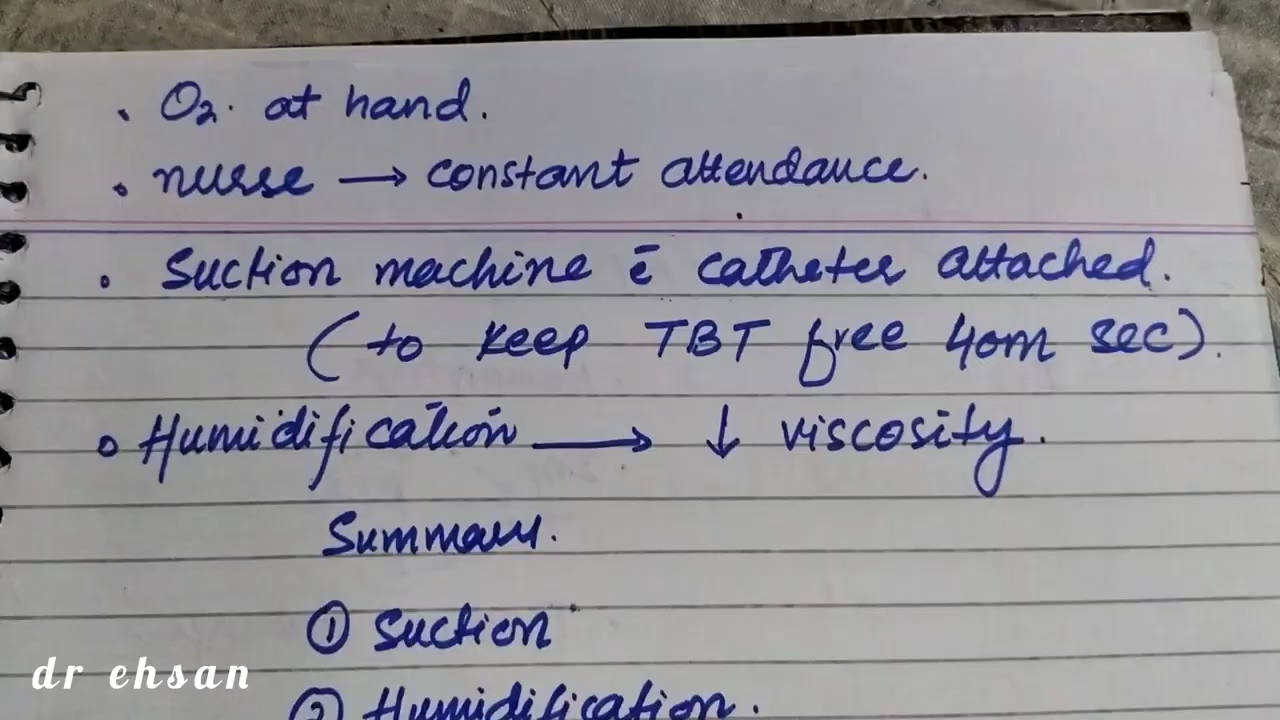 • O₂. at hand.
• nurse → constant attendance.
• Suction machine c̄ catheter attached.
(to keep TBT free 4om sec).
• Humidification → ↓ viscosity.
Summary.
① Suction
② Humidification.
dr ehsan